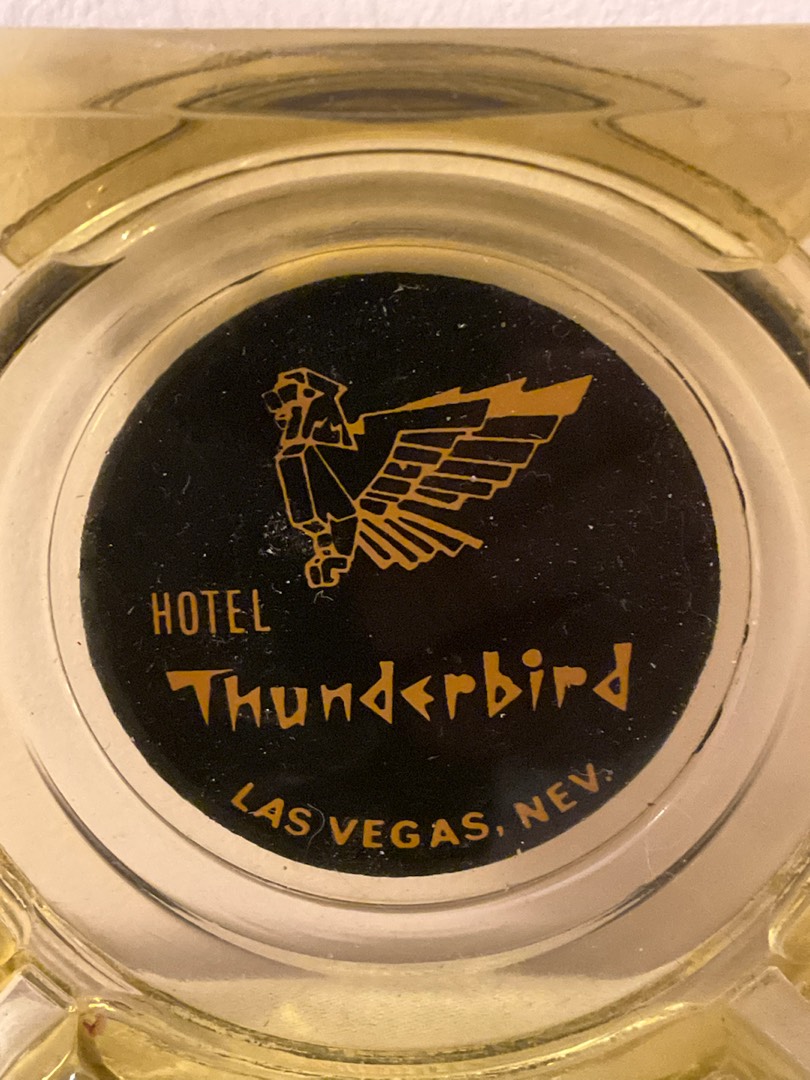 HOTEL
Thunderbird
LAS VEGAS, NEV.